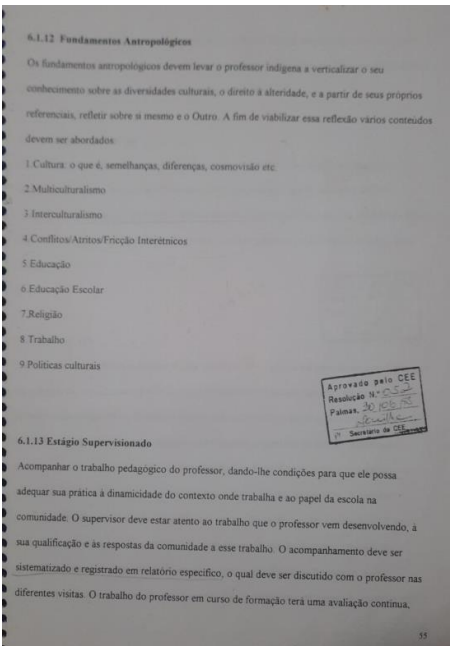 6.1.12 Fundamentos Antropológicos
Os fundamentos antropológicos devem levar o professor indígena a verticalizar o seu
conhecimento sobre as diversidades culturais, o direito à alteridade, e a partir de seus próprios
referenciais, refletir sobre si mesmo e o Outro. A fim de viabilizar essa reflexão vários conteúdos
devem ser abordados
1.Cultura: o que é, semelhanças, diferenças, cosmovisão etc.
2.Multiculturalismo
3.Interculturalismo
4.Conflitos/Atritos/Fricção Interétnicos
5.Educação
6.Educação Escolar
7.Religião
8.Trabalho
9.Políticas culturais
Aprovado pelo CEE
Resolução N.º
Palmas, 30/06/
Secretário do CEE
6.1.13 Estágio Supervisionado
Acompanhar o trabalho pedagógico do professor, dando-lhe condições para que ele possa
adequar sua prática à dinamicidade do contexto onde trabalha e ao papel da escola na
comunidade. O supervisor deve estar atento ao trabalho que o professor vem desenvolvendo, à
sua qualificação e às respostas da comunidade a esse trabalho. O acompanhamento deve ser
sistematizado e registrado em relatório específico, o qual deve ser discutido com o professor nas
diferentes visitas. O trabalho do professor em curso de formação terá uma avaliação contínua,
55